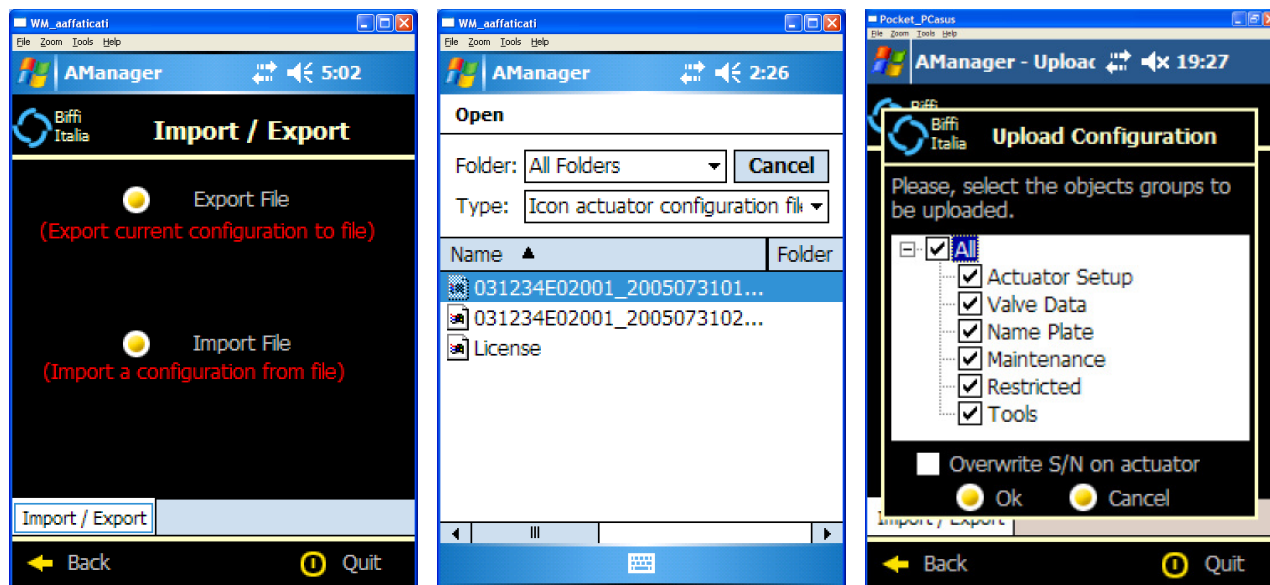 WM_aaffaticati
File Zoom Tools Help
AManager 5:02
Biffi
Italia
Import / Export
Export File
(Export current configuration to file)
Import File
(Import a configuration from file)
Import / Export
Back Quit
WM_aaffaticati
File Zoom Tools Help
AManager 2:26
Open
Folder: All Folders Cancel
Type: Icon actuator configuration file
Name Folder
031234E02001_2005073101...
031234E02001_2005073102...
License
Pocket_PCasus
File Zoom Tools Help
AManager - Uploac 19:27
Biffi
Biffi
Italia
Upload Configuration
Please, select the objects groups to
be uploaded.
All
Actuator Setup
Valve Data
Name Plate
Maintenance
Restricted
Tools
Overwrite S/N on actuator
Ok Cancel
Import / Export
Back Quit